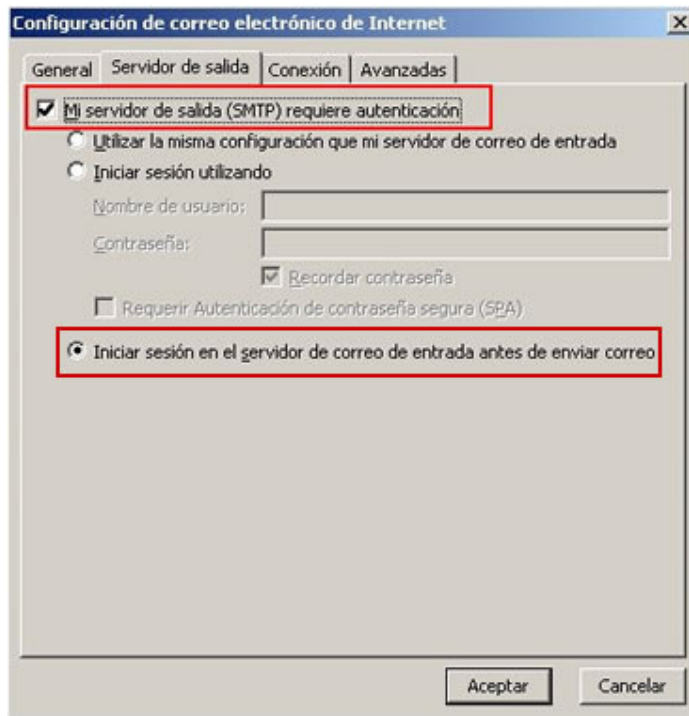 Configuración de correo electrónico de Internet
General Servidor de salida Conexión Avanzadas
Mi servidor de salida (SMTP) requiere autenticación
Utilizar la misma configuración que mi servidor de correo de entrada
Iniciar sesión utilizando
Nombre de usuario:
Contraseña:
Recordar contraseña
Requerir Autenticación de contraseña segura (SPA)
Iniciar sesión en el servidor de correo de entrada antes de enviar correo
Aceptar Cancelar